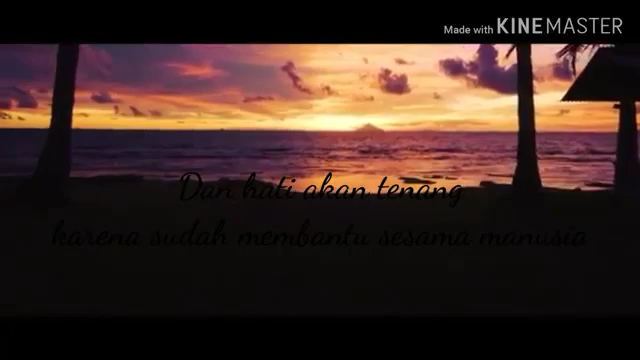 Made with KINEMASTER
Dan hati akan tenang
karena sudah membantu sesama manusia